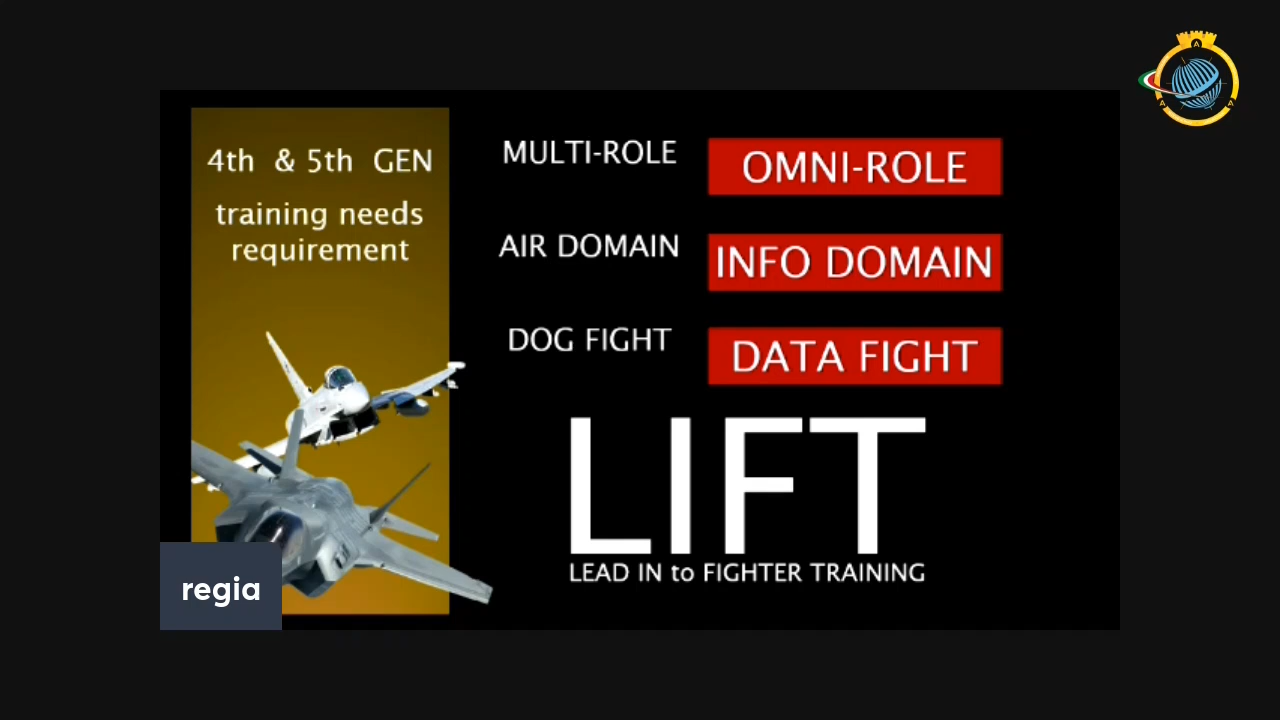 4th & 5th GEN
training needs
requirement
MULTI-ROLE
OMNI-ROLE
AIR DOMAIN
INFO DOMAIN
DOG FIGHT
DATA FIGHT
LIFT
LEAD IN to FIGHTER TRAINING
regia